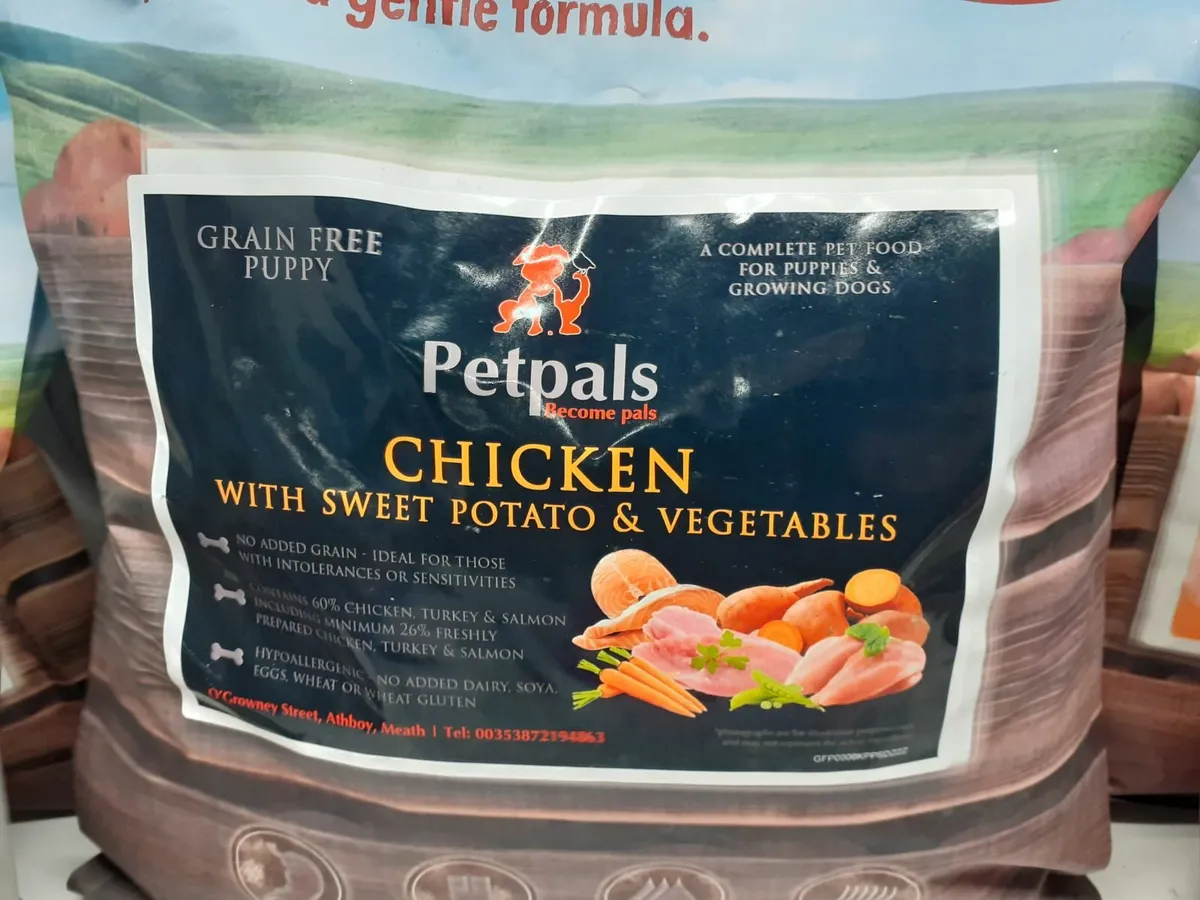 a gentle formula.
GRAIN FREE
PUPPY
A COMPLETE PET FOOD
FOR PUPPIES &
GROWING DOGS
Petpals
Become pals
CHICKEN
WITH SWEET POTATO & VEGETABLES
NO ADDED GRAIN - IDEAL FOR THOSE
WITH INTOLERANCES OR SENSITIVITIES
CONTAINS 60% CHICKEN, TURKEY & SALMON
INCLUDING MINIMUM 26% FRESHLY
PREPARED CHICKEN, TURKEY & SALMON
HYPOALLERGENIC - NO ADDED DAIRY, SOYA,
EGGS, WHEAT OR WHEAT GLUTEN
O'Growney Street, Athboy, Meath | Tel: 00353872194863